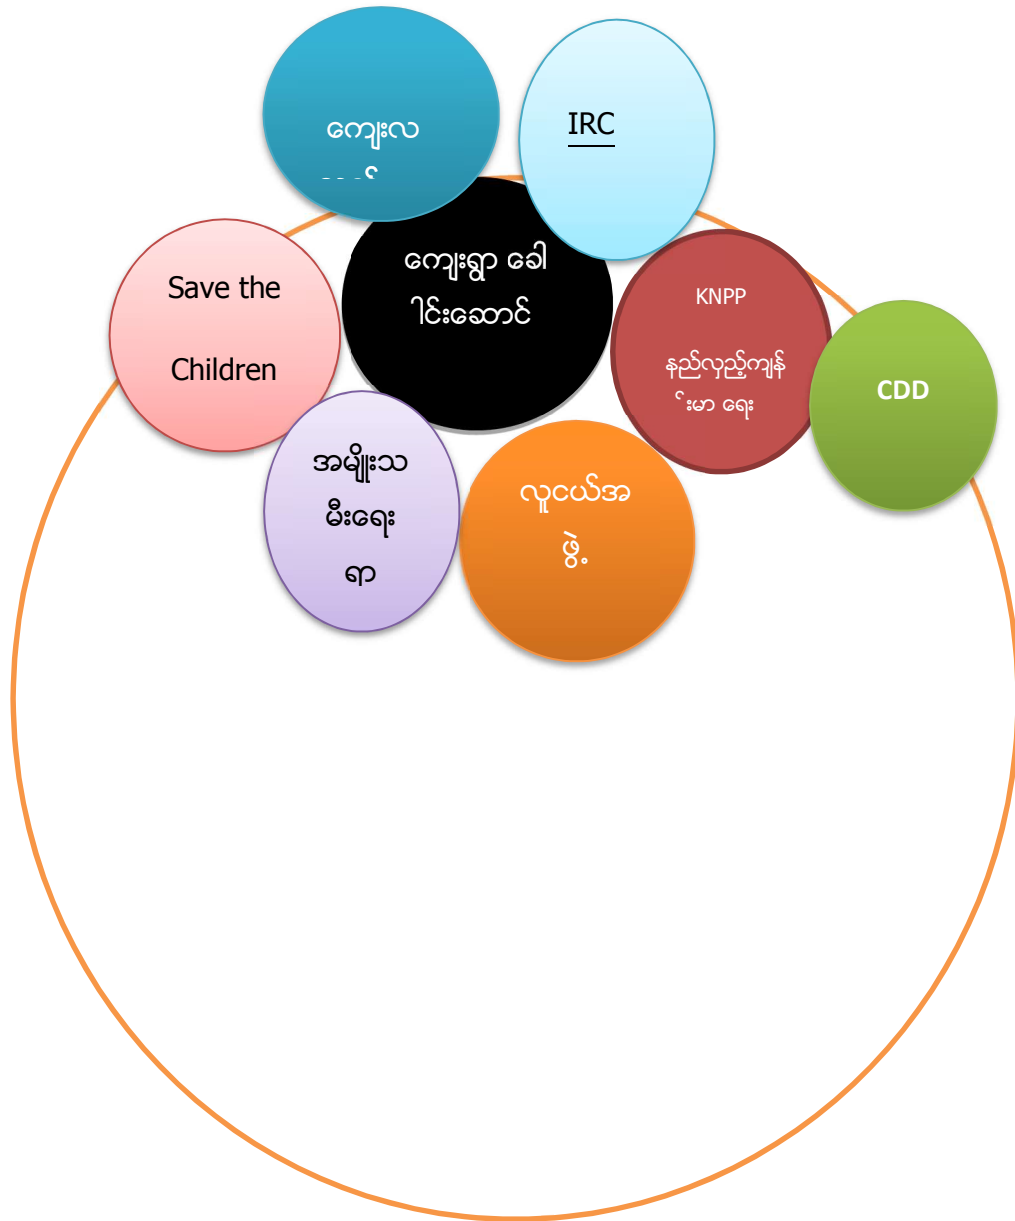 ကျေးလ
IRC
ကျေးရွာ ခေါ
ါင်းဆောင်
Save the
Children
KNPP
နည်လှည့်ကျန်
်းမာ ရေး
CDD
အမျိုးသ
မီးရေး
ရာ
လူငယ်အ
ဖွဲ့